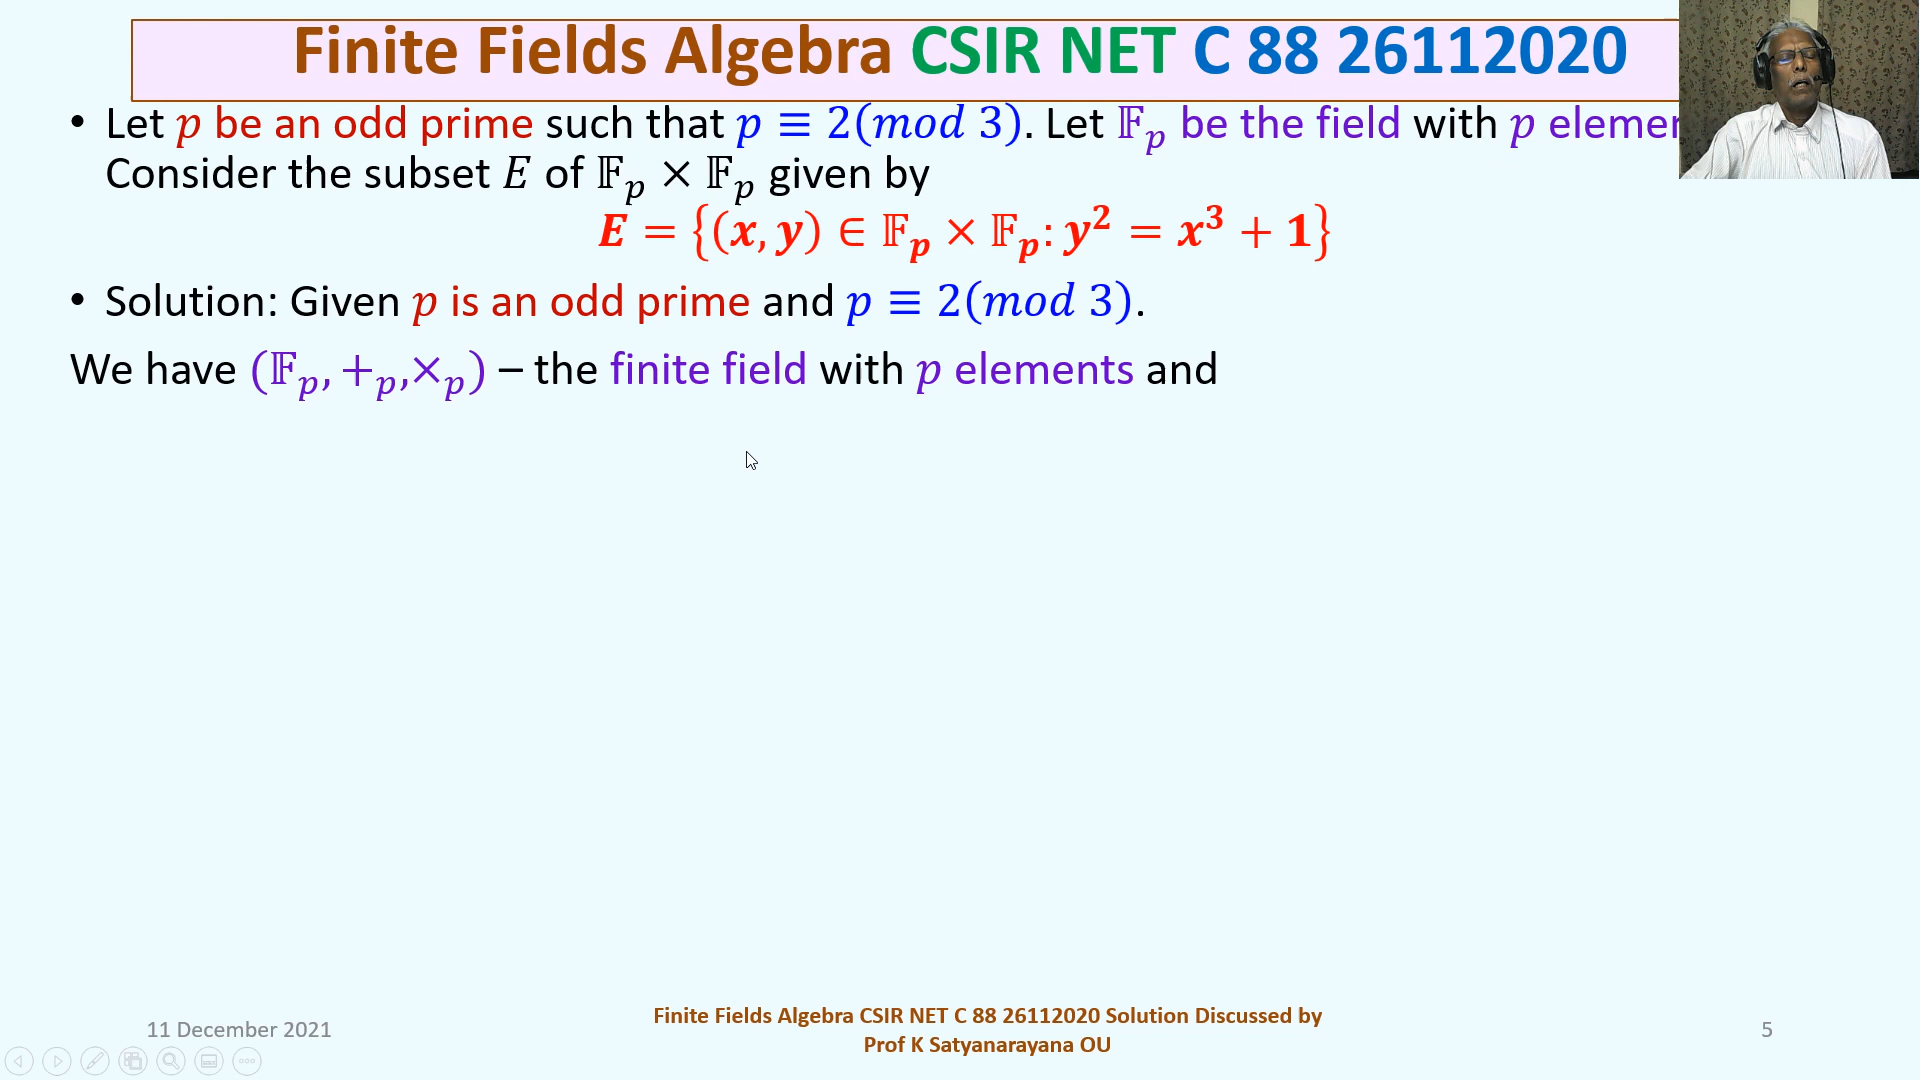 Finite Fields Algebra CSIR NET C 88 26112020
• Let 𝑝 be an odd prime such that 𝑝 ≡ 2(𝑚𝑜𝑑 3). Let 𝔽ₚ be the field with 𝑝
Consider the subset 𝐸 of 𝔽ₚ × 𝔽ₚ given by
𝑬 = {(𝒙, 𝒚) ∈ 𝔽ₚ × 𝔽ₚ: 𝒚² = 𝒙³ + 𝟏}
• Solution: Given 𝑝 is an odd prime and 𝑝 ≡ 2(𝑚𝑜𝑑 3).
We have (𝔽ₚ, +ₚ,×ₚ) – the finite field with 𝑝 elements and
Finite Fields Algebra CSIR NET C 88 26112020 Solution Discussed by
11 December 2021
5
Prof K Satyanarayana OU